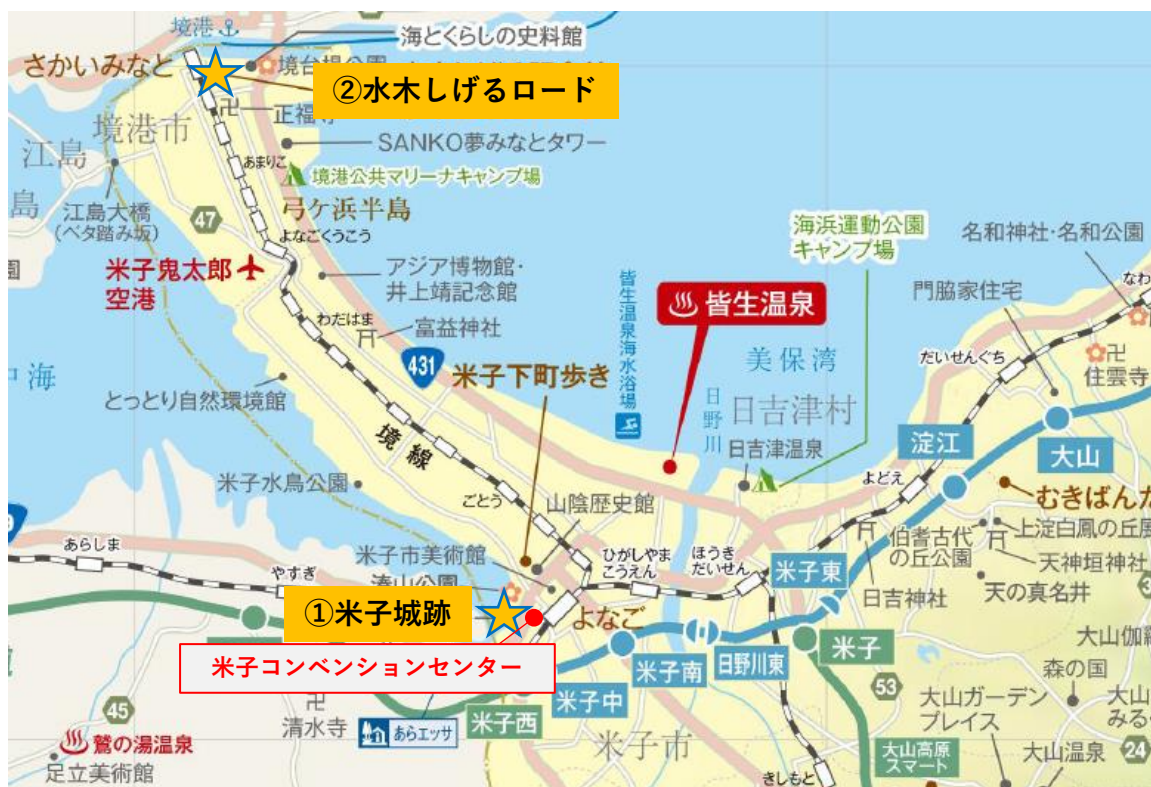 境港
海とくらしの史料館
さかいみなと
境台場公園
②水木しげるロード
境港市
正福寺
SANKO夢みなとタワー
江島
あまりこ
境港公共マリーナキャンプ場
島
江島大橋
(ベタ踏み坂)
47
弓ケ浜半島
よなごくうこう
海浜運動公園
キャンプ場
名和神社・名和公園
園
米子鬼太郎
空港
アジア博物館・
井上靖記念館
皆生温泉海水浴場
皆生温泉
門脇家住宅
なわ
わだはま
富益神社
431
美保湾
だいせんぐち
住雲寺
中海
とっとり自然環境館
米子下町歩き
日野川
日吉津村
淀江
大山
境線
日吉津温泉
米子水鳥公園
ごとう
山陰歴史館
よどえ
むきばんだ
9
あらしま
米子市美術館
ひがしやま
こうえん
ほうき
だいせん
米子東
伯耆古代
の丘公園
上淀白鳳の丘
天神垣神社
やすぎ
湊山公園
日吉神社
天の真名井
①米子城跡
よなご
米子コンベンションセンター
米子南
日野川東
米子
大山伽
森の国
45
清水寺
あらエッサ
米子西
米子中
53
大山ガーデン
プレイス
大山
みる
鷺の湯温泉
足立美術館
米子市
大山高原
スマート
大山温泉
24
きしもと